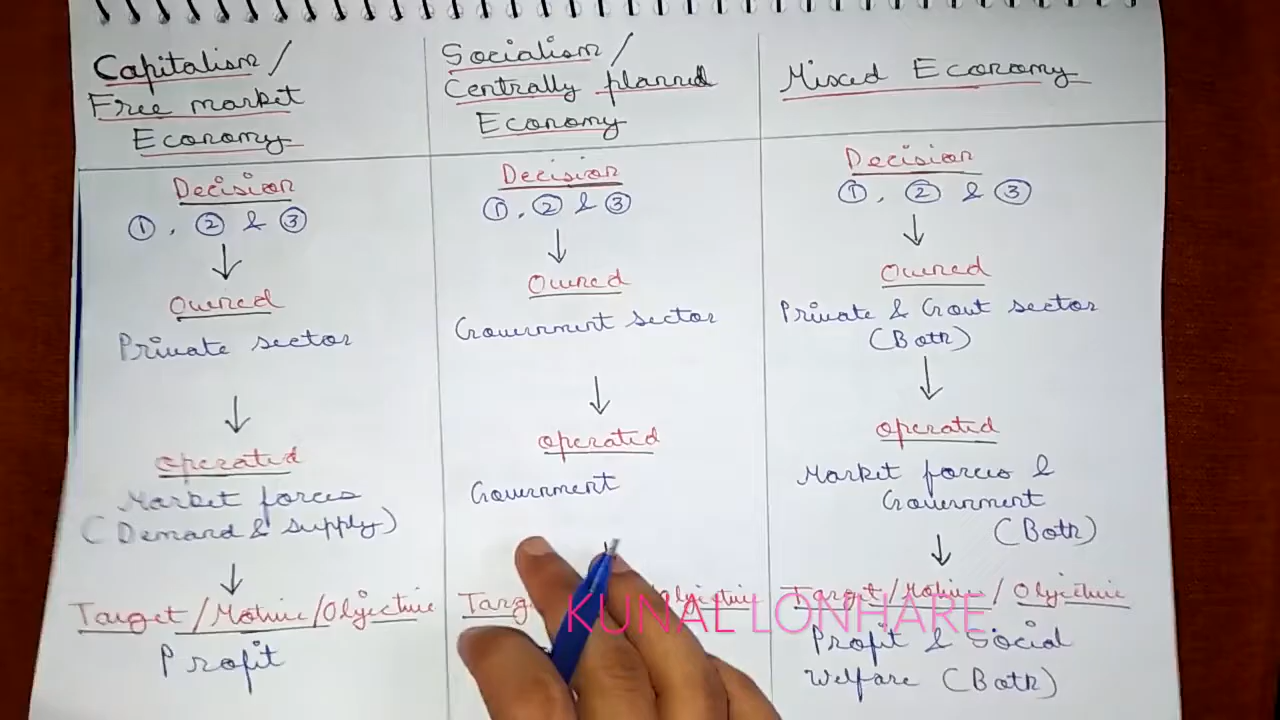 Capitalism /
Free market
Economy
Decision
①, ② & ③
Owned
Private sector
Operated
Market forces
(Demand & Supply)
Target/Motive/Objective
Profit
Socialism /
Centrally planned
Economy
Decision
①, ② & ③
Owned
Government sector
Operated
Government
Objective
Mixed Economy
Decision
①, ② & ③
Owned
Private & Govt sector
(Both)
Operated
Market forces &
Government
(Both)
Target/Motive/Objective
Profit & Social
Welfare (Both)
KUNAL LONHARE